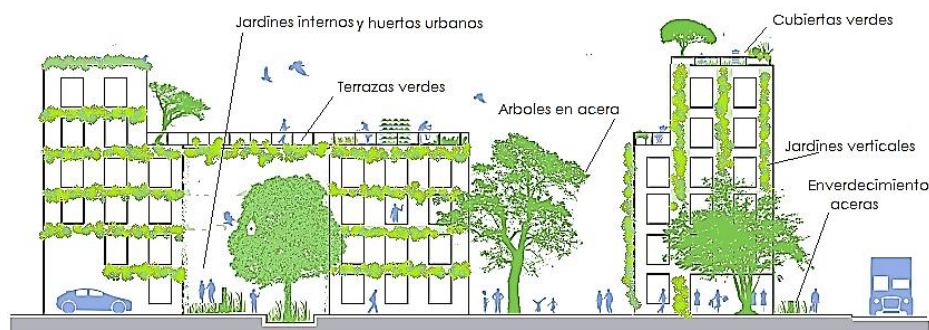 Jardines internos y huertos urbanos
Cubiertas verdes
Terrazas verdes
Arboles en acera
Jardines verticales
Enverdecimiento
aceras